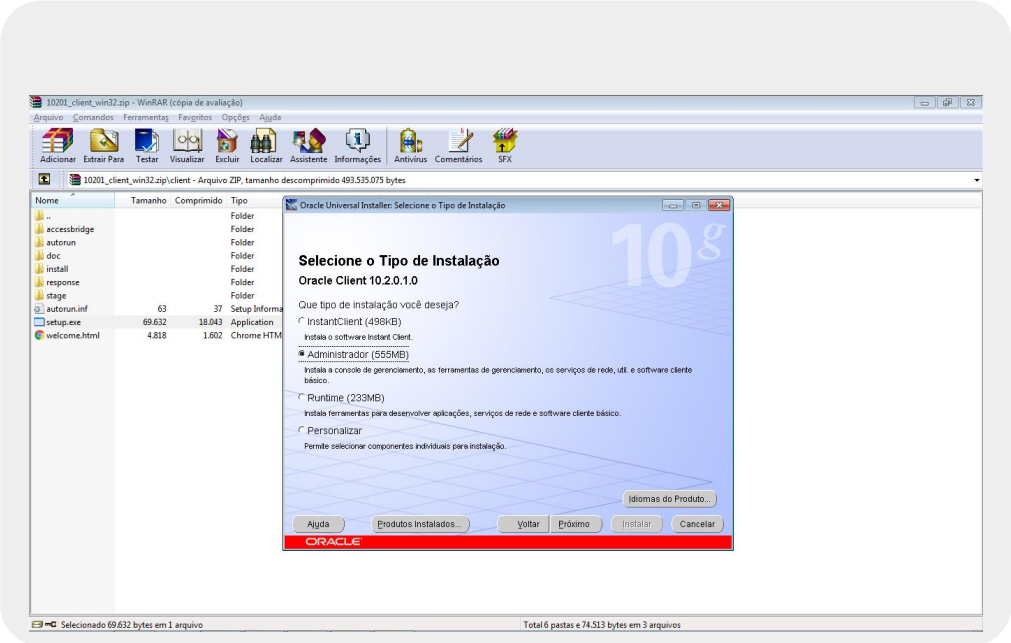 10201_client_win32.zip - WinRAR (cópia de avaliação)
Arquivo Comandos Ferramentas Favoritos Opções Ajuda
Adicionar Extrair Para Testar Visualizar Excluir Localizar Assistente Informações Antivírus Comentários SFX
10201_client_win32.zip\client - Arquivo ZIP, tamanho descomprimido 493.535.075 bytes
Nome Tamanho Comprimido Tipo
.. Folder
accessbridge Folder
autorun Folder
doc Folder
install Folder
response Folder
stage Folder
autorun.inf 63 37 Setup Informa
setup.exe 69.632 18.043 Application
welcome.html 4.818 1.602 Chrome HTM
Oracle Universal Installer: Selecione o Tipo de Instalação
10g
Selecione o Tipo de Instalação
Oracle Client 10.2.0.1.0
Que tipo de instalação você deseja?
InstantClient (498KB)
Instala o software Instant Client.
Administrador (555MB)
Instala a console de gerenciamento, as ferramentas de gerenciamento, os serviços de rede, util. e software cliente
básico.
Runtime (233MB)
Instala ferramentas para desenvolver aplicações, serviços de rede e software cliente básico.
Personalizar
Permite selecionar componentes individuais para instalação.
Idiomas do Produto...
Ajuda Produtos Instalados... Voltar Próximo Instalar Cancelar
ORACLE
Selecionado 69.632 bytes em 1 arquivo Total 6 pastas e 74.513 bytes em 3 arquivos